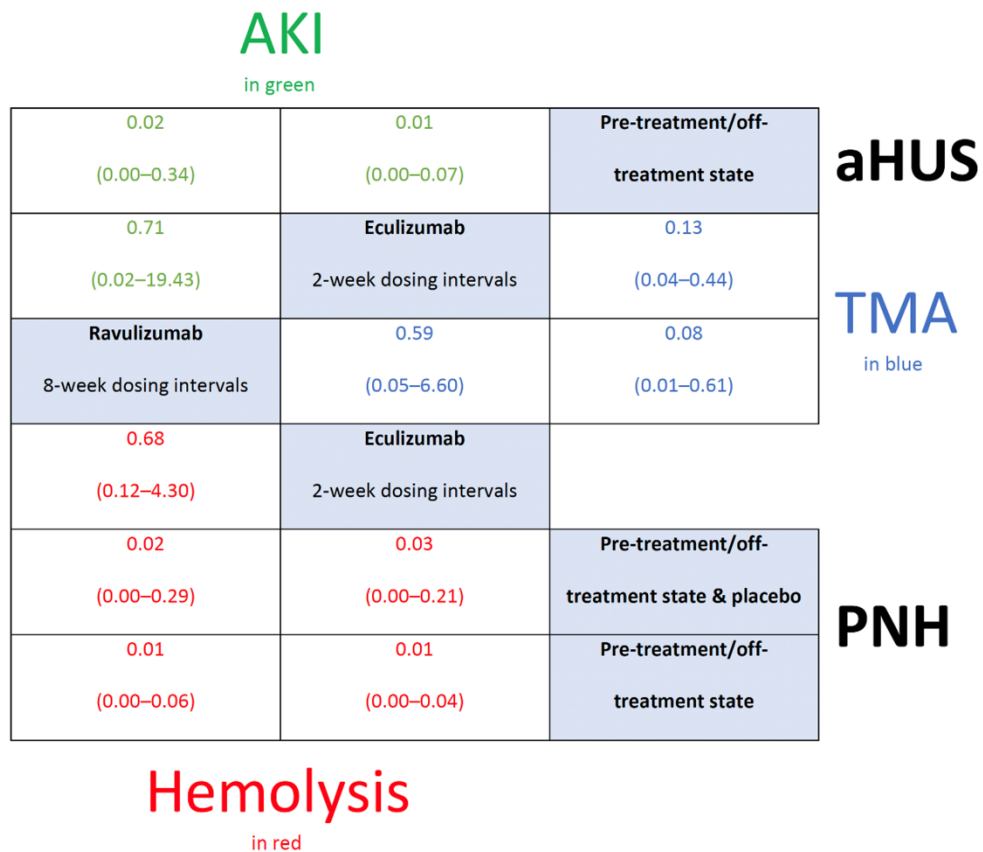 AKI
in green
0.02 0.01 Pre-treatment/off-
(0.00–0.34) (0.00–0.07) treatment state
aHUS
0.71 Eculizumab 0.13
(0.02–19.43) 2-week dosing intervals (0.04–0.44)
TMA
in blue
Ravulizumab 0.59 0.08
8-week dosing intervals (0.05–6.60) (0.01–0.61)
0.68 Eculizumab
(0.12–4.30) 2-week dosing intervals
0.02 0.03 Pre-treatment/off-
(0.00–0.29) (0.00–0.21) treatment state & placebo
PNH
0.01 0.01 Pre-treatment/off-
(0.00–0.06) (0.00–0.04) treatment state
Hemolysis
in red